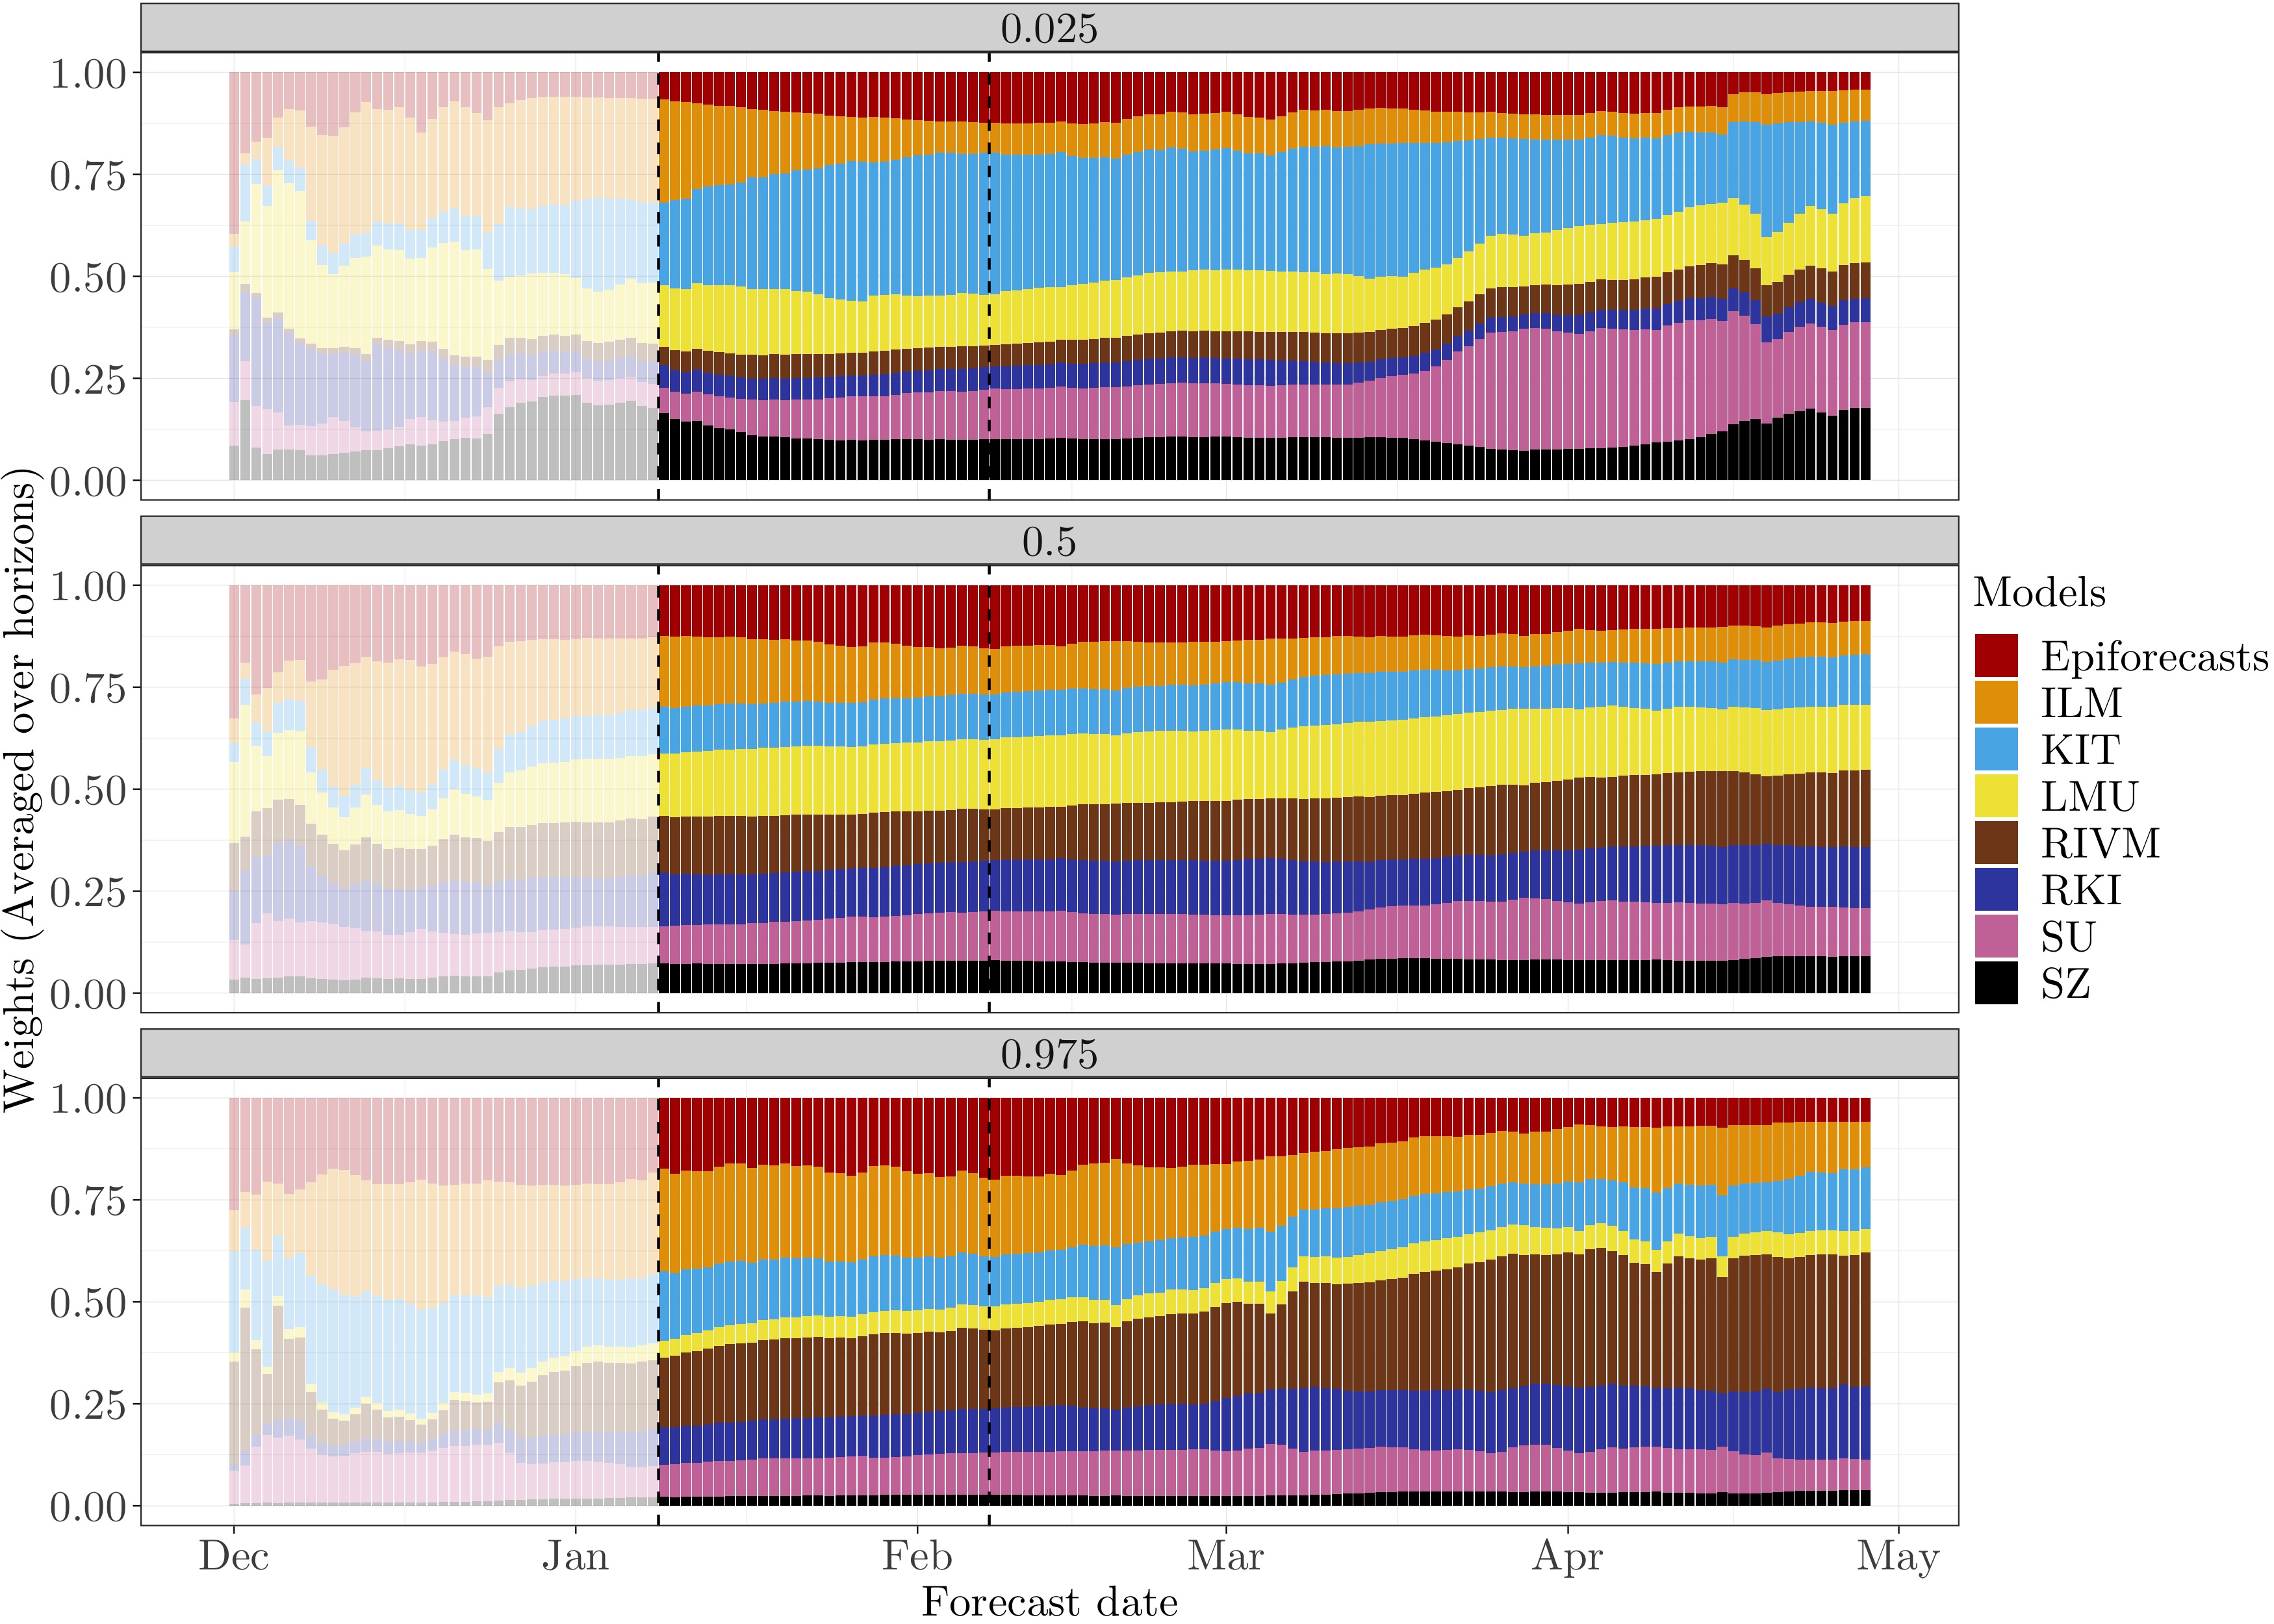 Weights (Averaged over horizons)
0.025
1.00
0.75
0.50
0.25
0.00
0.5
1.00
0.75
0.50
0.25
0.00
0.975
1.00
0.75
0.50
0.25
0.00
Dec Jan Feb Mar Apr May
Forecast date
Models
Epiforecasts
ILM
KIT
LMU
RIVM
RKI
SU
SZ